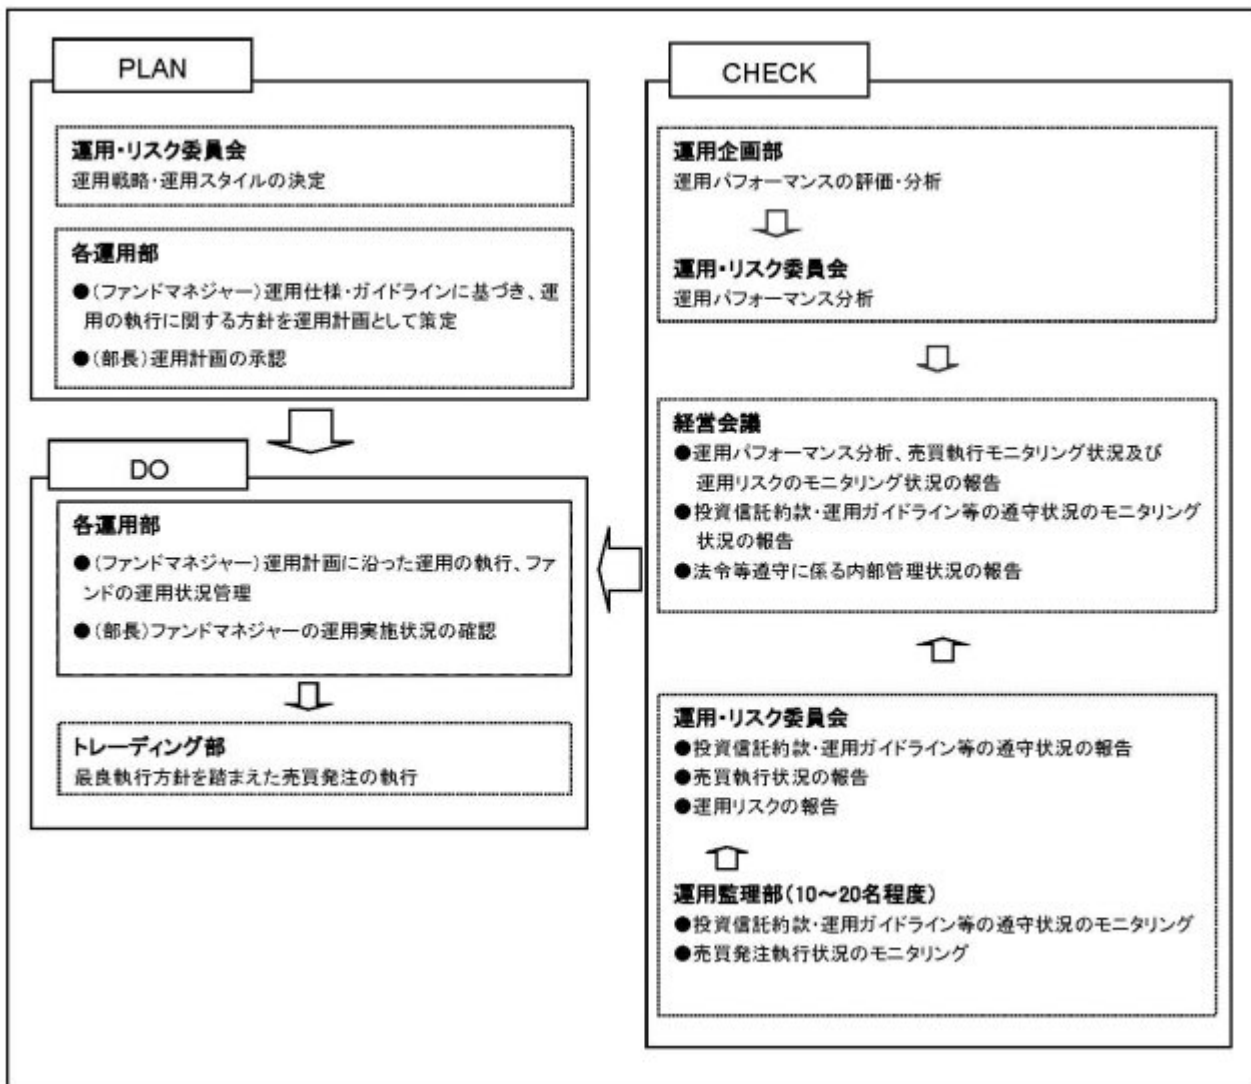 PLAN
運用・リスク委員会
運用戦略・運用スタイルの決定
各運用部
●(ファンドマネジャー)運用仕様・ガイドラインに基づき、運
用の執行に関する方針を運用計画として策定
●(部長)運用計画の承認
DO
各運用部
●(ファンドマネジャー)運用計画に沿った運用の執行、ファ
ンドの運用状況管理
●(部長)ファンドマネジャーの運用実施状況の確認
トレーディング部
最良執行方針を踏まえた売買発注の執行
CHECK
運用企画部
運用パフォーマンスの評価・分析
運用・リスク委員会
運用パフォーマンス分析
経営会議
●運用パフォーマンス分析、売買執行モニタリング状況及び
運用リスクのモニタリング状況の報告
●投資信託約款・運用ガイドライン等の遵守状況のモニタリング
状況の報告
●法令等遵守に係る内部管理状況の報告
運用・リスク委員会
●投資信託約款・運用ガイドライン等の遵守状況の報告
●売買執行状況の報告
●運用リスクの報告
運用監理部(10～20名程度)
●投資信託約款・運用ガイドライン等の遵守状況のモニタリング
●売買発注執行状況のモニタリング